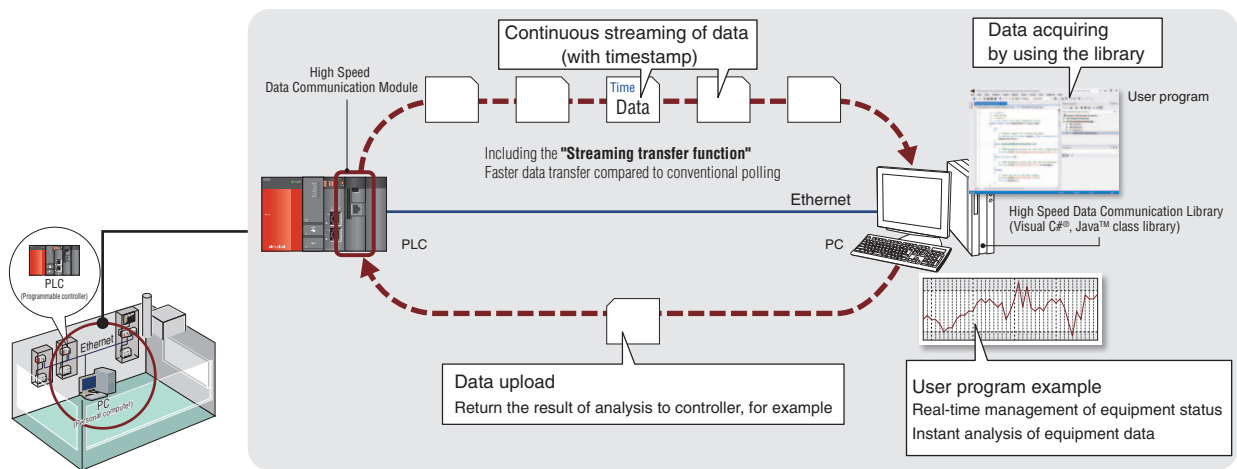 Continuous streaming of data
(with timestamp)
Data acquiring
by using the library
High Speed
Data Communication Module
Time
Data
User program
Including the "Streaming transfer function"
Faster data transfer compared to conventional polling
Ethernet
PLC
PC
High Speed Data Communication Library
(Visual C#®, Java™ class library)
PLC
(Programmable controller)
Ethernet
PC
(Personal computer)
Data upload
Return the result of analysis to controller, for example
User program example
Real-time management of equipment status
Instant analysis of equipment data